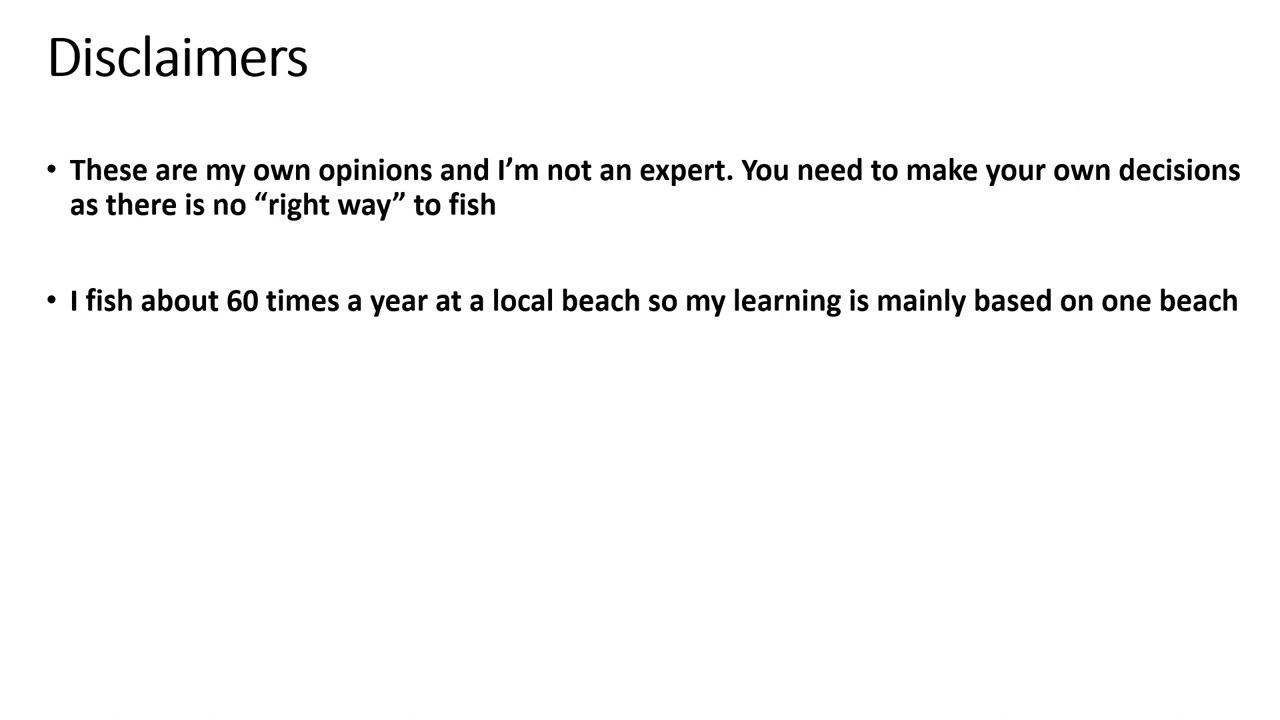 Disclaimers
• These are my own opinions and I’m not an expert. You need to make your own decisions
as there is no “right way” to fish
• I fish about 60 times a year at a local beach so my learning is mainly based on one beach